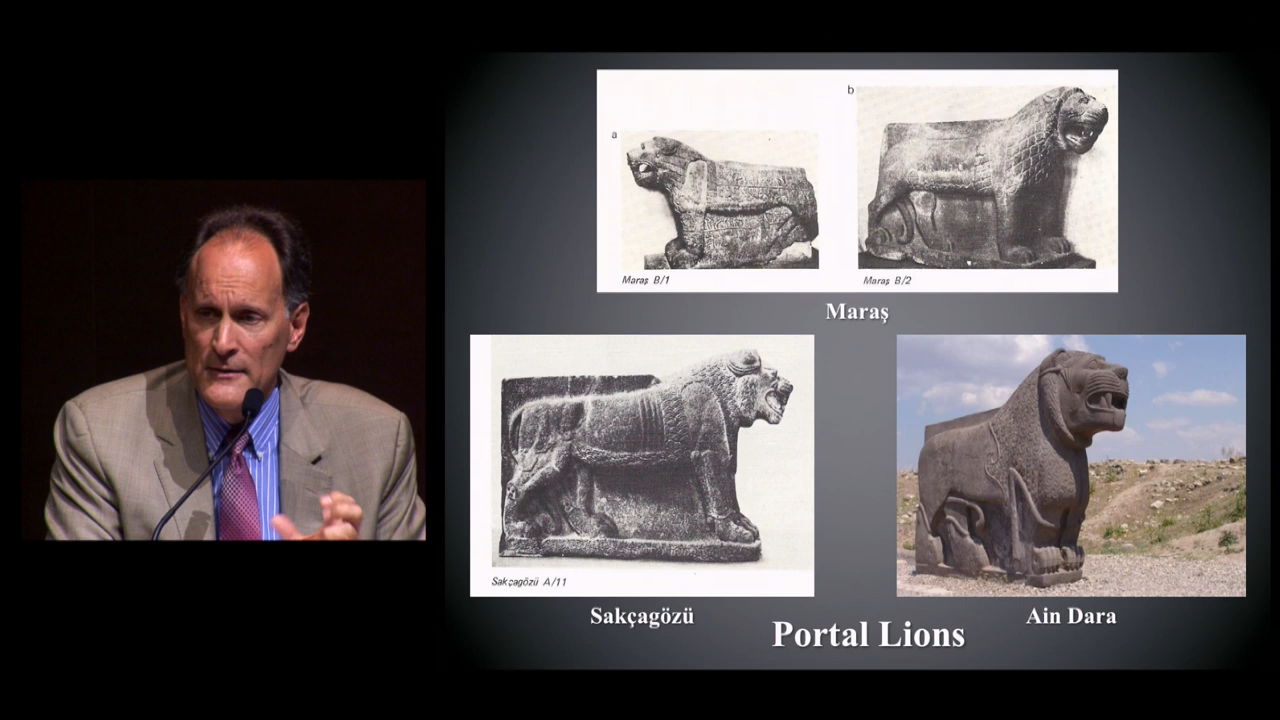 a
b
Maraş B/1
Maraş B/2
Maraş
Sakçagözü A/11
Sakçagözü
Ain Dara
Portal Lions